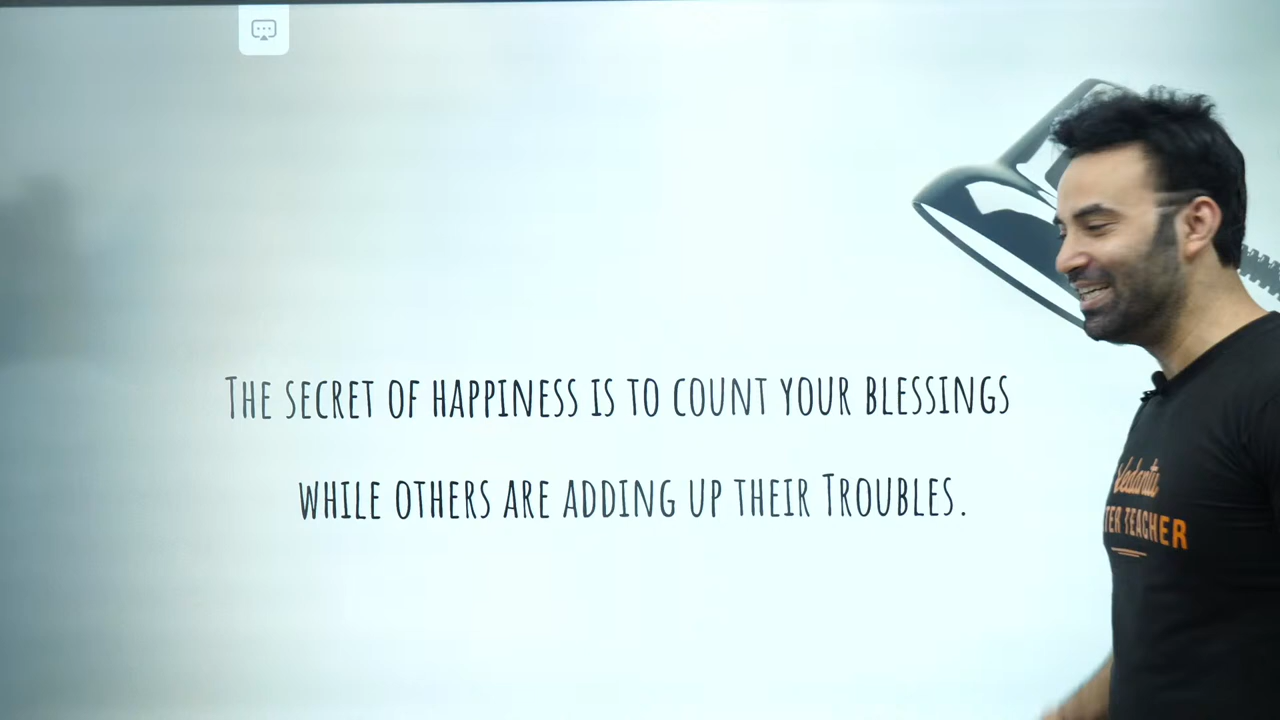 The secret of happiness is to count your blessings
while others are adding up their Troubles.
Vedantu
TER TEACHER